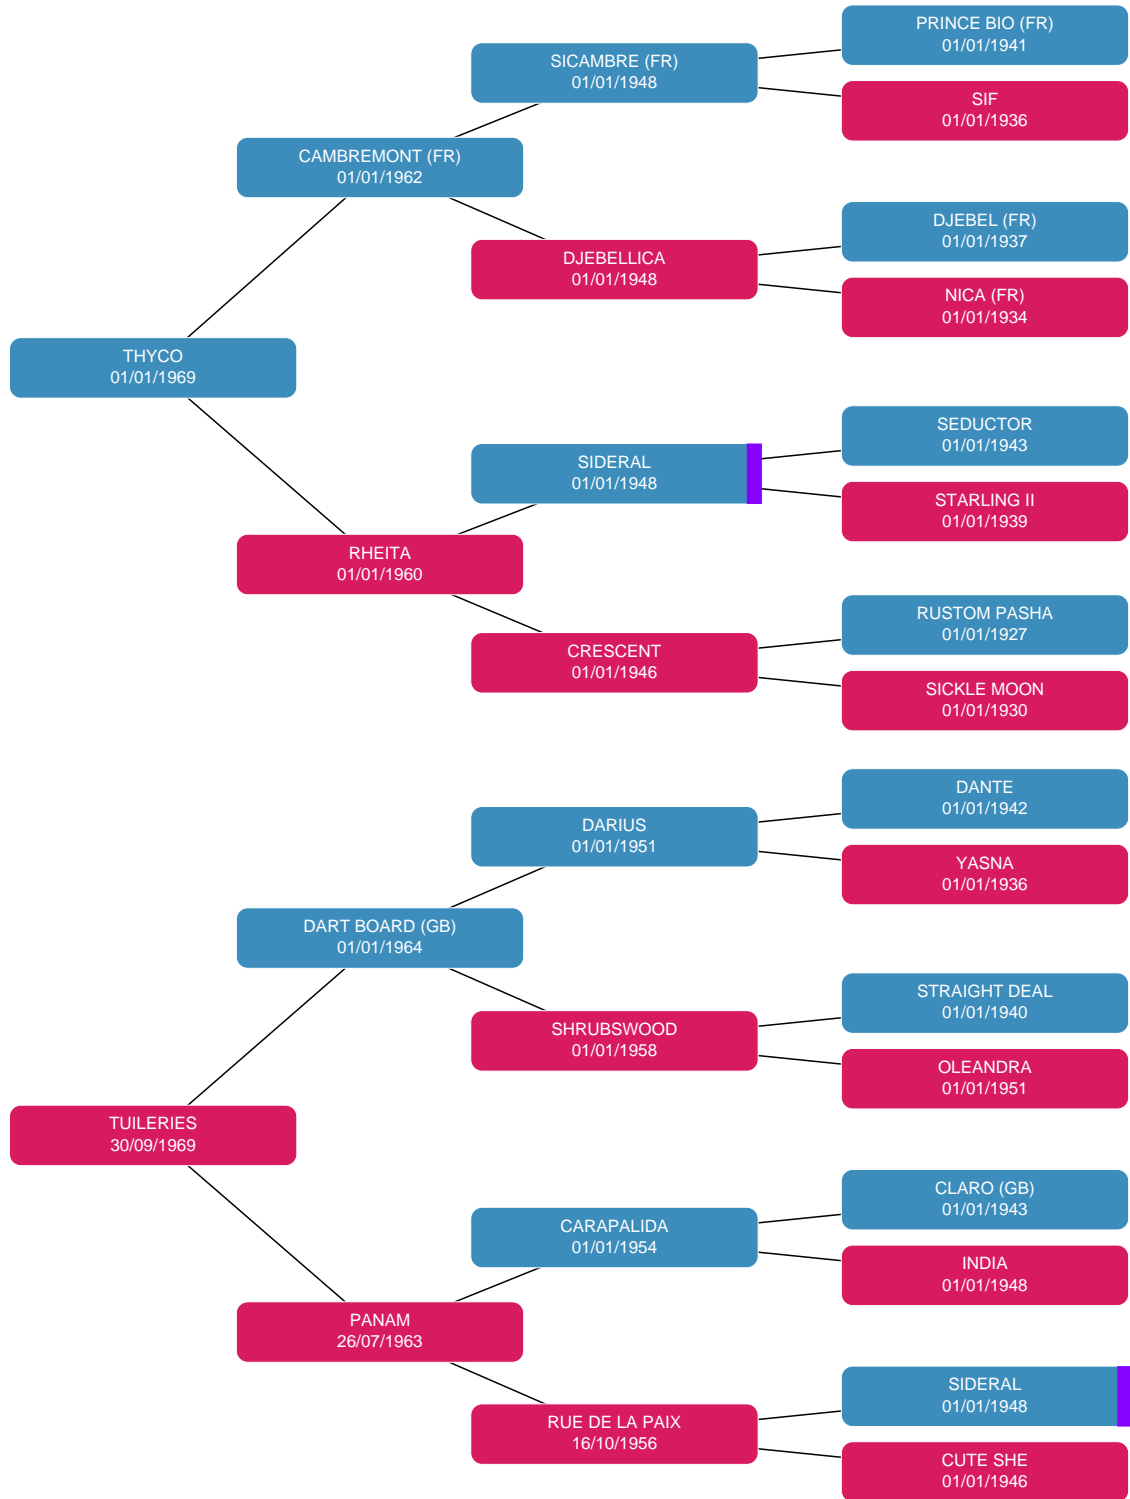 PRINCE BIO (FR)
01/01/1941
SICAMBRE (FR)
01/01/1948
SIF
01/01/1936
CAMBREMONT (FR)
01/01/1962
DJEBEL (FR)
01/01/1937
DJEBELLICA
01/01/1948
NICA (FR)
01/01/1934
THYCO
01/01/1969
SEDUCTOR
01/01/1943
SIDERAL
01/01/1948
STARLING II
01/01/1939
RHEITA
01/01/1960
RUSTOM PASHA
01/01/1927
CRESCENT
01/01/1946
SICKLE MOON
01/01/1930
DANTE
01/01/1942
DARIUS
01/01/1951
YASNA
01/01/1936
DART BOARD (GB)
01/01/1964
STRAIGHT DEAL
01/01/1940
SHRUBSWOOD
01/01/1958
OLEANDRA
01/01/1951
TUILERIES
30/09/1969
CLARO (GB)
01/01/1943
CARAPALIDA
01/01/1954
INDIA
01/01/1948
PANAM
26/07/1963
SIDERAL
01/01/1948
RUE DE LA PAIX
16/10/1956
CUTE SHE
01/01/1946